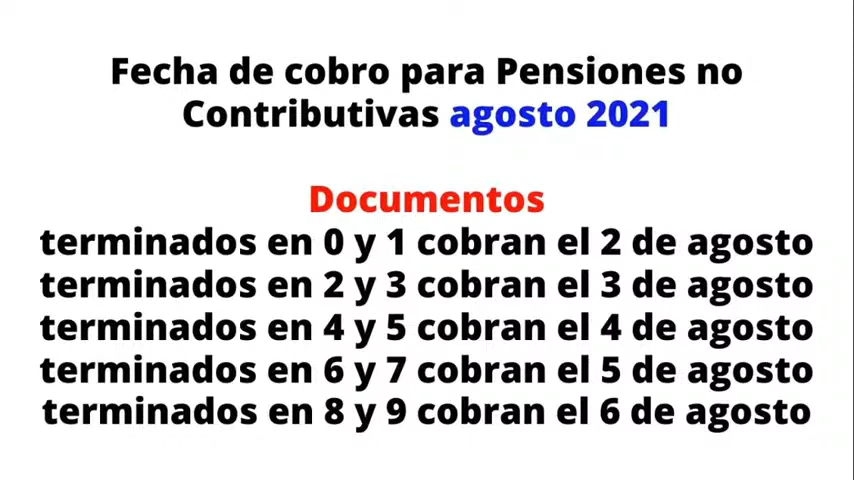 Fecha de cobro para Pensiones no
Contributivas agosto 2021
Documentos
terminados en 0 y 1 cobran el 2 de agosto
terminados en 2 y 3 cobran el 3 de agosto
terminados en 4 y 5 cobran el 4 de agosto
terminados en 6 y 7 cobran el 5 de agosto
terminados en 8 y 9 cobran el 6 de agosto